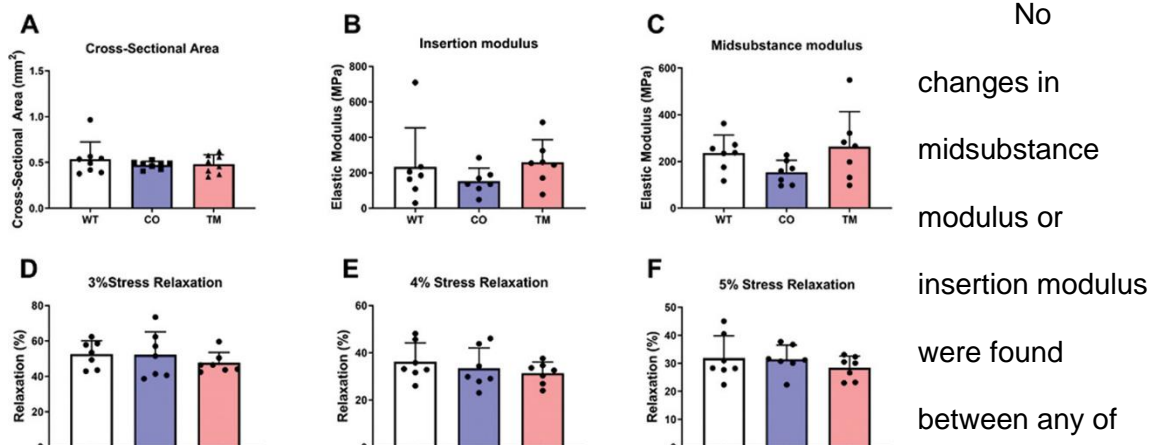 A
Cross-Sectional Area
Cross-Sectional Area (mm²)
1.5
1.0
0.5
0.0
WT CO TM
B
Insertion modulus
Elastic Modulus (MPa)
800
600
400
200
0
WT CO TM
C
Midsubstance modulus
Elastic Modulus (MPa)
600
400
200
0
WT CO TM
D
3%Stress Relaxation
Relaxation (%)
80
60
40
20
E
4% Stress Relaxation
Relaxation (%)
60
40
20
F
5% Stress Relaxation
Relaxation (%)
50
40
30
20
10
No
changes in
midsubstance
modulus or
insertion modulus
were found
between any of